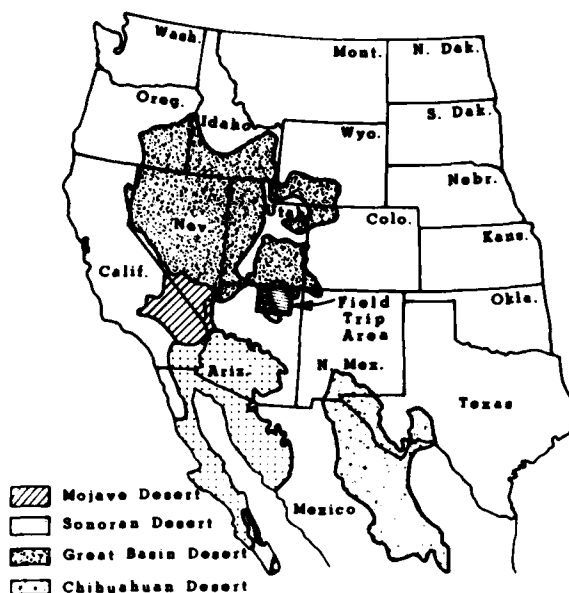 Wash.
Mont.
N. Dak.
Oreg.
Idaho
S. Dak.
Wyo.
Nebr.
Nev.
Utah
Colo.
Kans.
Calif.
Field
Trip
Area
Okla.
Ariz.
N. Mex.
Texas
Mexico
Mojave Desert
Sonoran Desert
Great Basin Desert
Chihuahuan Desert